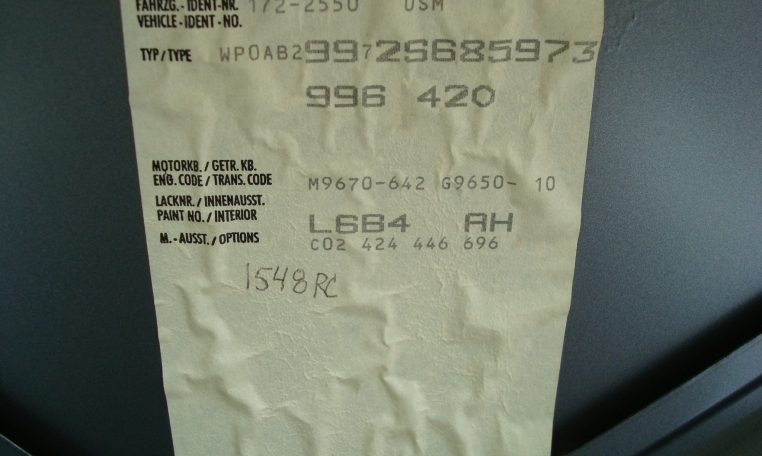 FAHRZG.-IDENT-NR. 172-2550 USM
VEHICLE-IDENT-NO.
TYP/TYPE WP0AB29972S685973
996 420
MOTORKB./GETR.KB.
ENG.CODE/TRANS.CODE M9670-642 G9650- 10
LACKNR./INNENAUSST.
PAINT NO./INTERIOR L6B4 AH
M.-AUSST./OPTIONS C02 424 446 696
1548RC